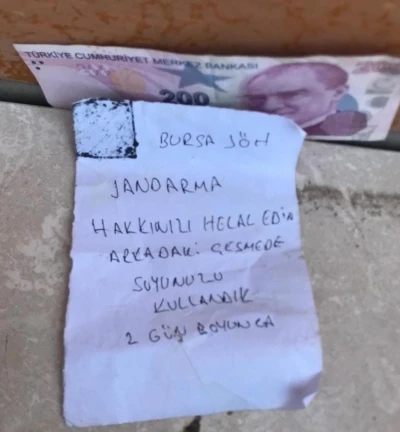 TÜRKİYE CUMHURİYET MERKEZ BANKASI
200
BURSA JÖH
JANDARMA
HAKKINIZI HELAL EDİN
ARKADAKİ ÇEŞMEDE
SUYUNUZU
KULLANDIK
2 GÜN BOYUNCA